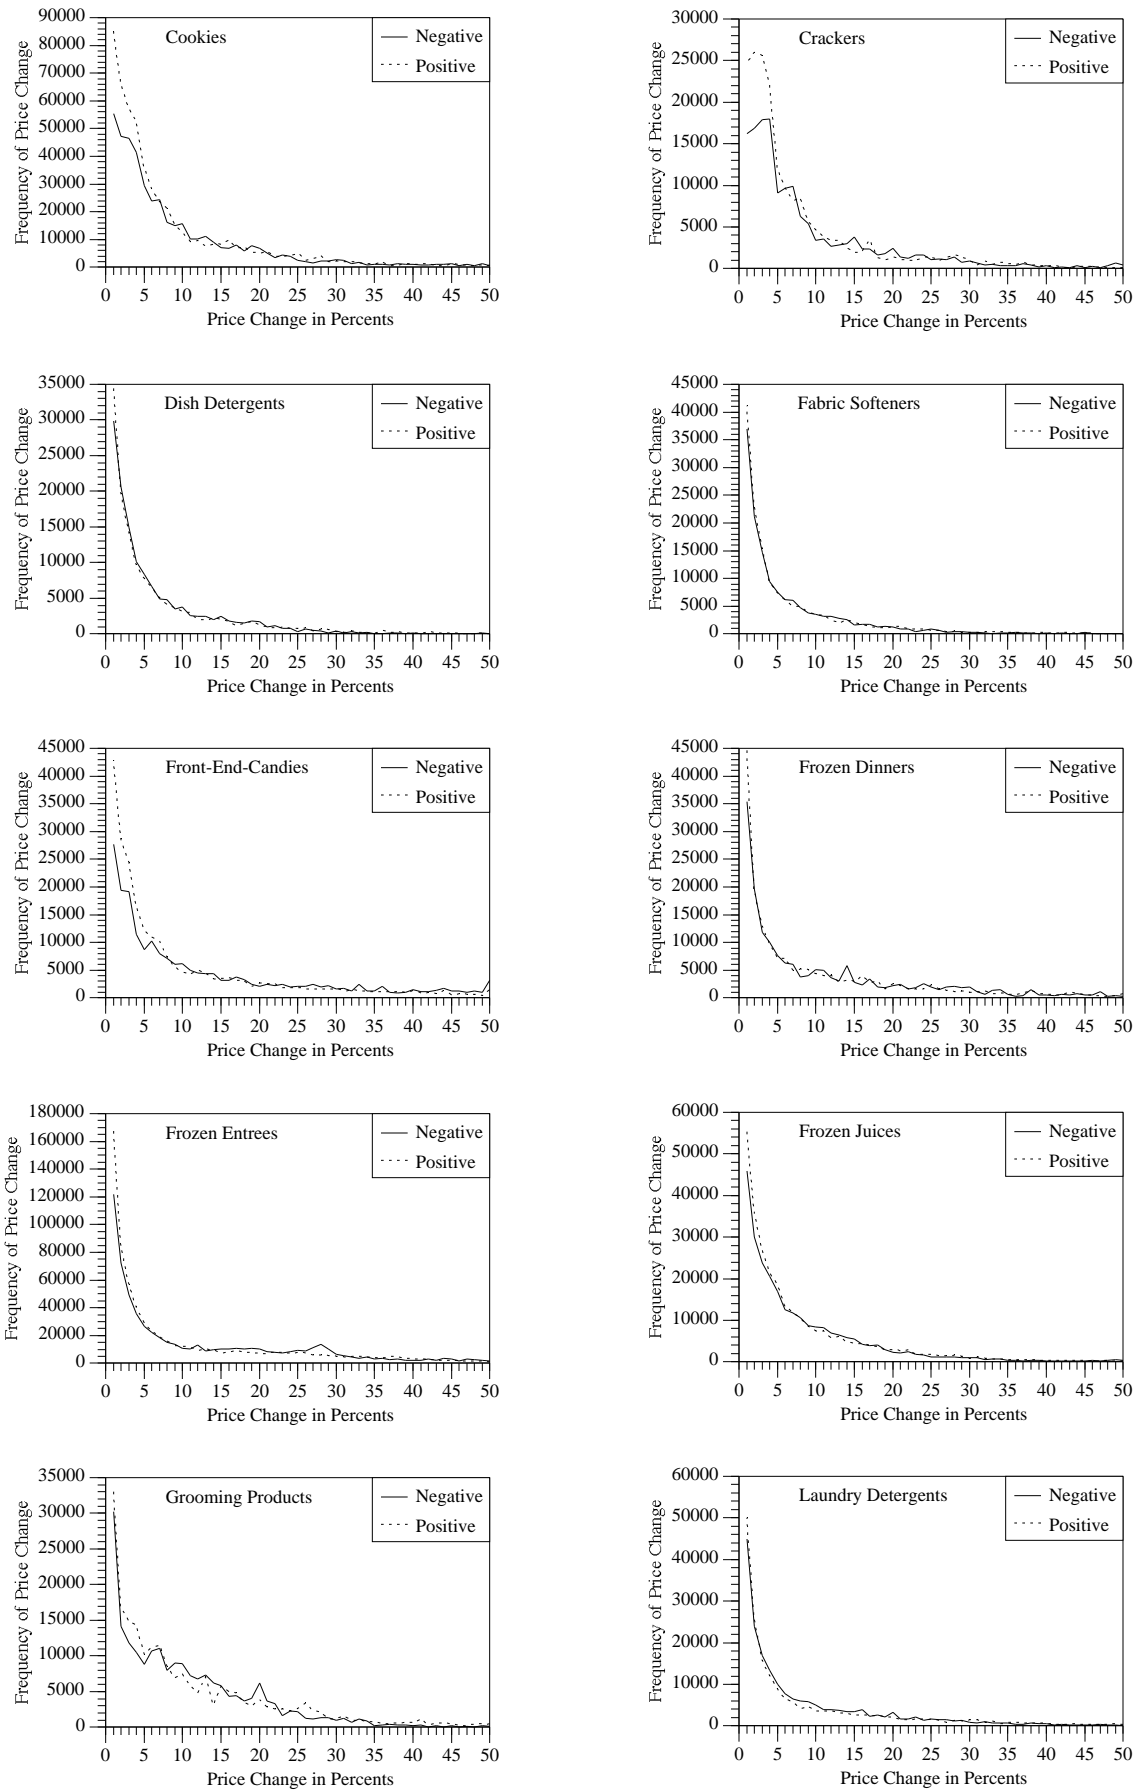 Cookies
Negative
Positive
Frequency of Price Change
90000
80000
70000
60000
50000
40000
30000
20000
10000
0
0 5 10 15 20 25 30 35 40 45 50
Price Change in Percents
Crackers
Negative
Positive
Frequency of Price Change
30000
25000
20000
15000
10000
5000
0
0 5 10 15 20 25 30 35 40 45 50
Price Change in Percents
Dish Detergents
Negative
Positive
Frequency of Price Change
35000
30000
25000
20000
15000
10000
5000
0
0 5 10 15 20 25 30 35 40 45 50
Price Change in Percents
Fabric Softeners
Negative
Positive
Frequency of Price Change
45000
40000
35000
30000
25000
20000
15000
10000
5000
0
0 5 10 15 20 25 30 35 40 45 50
Price Change in Percents
Front-End-Candies
Negative
Positive
Frequency of Price Change
45000
40000
35000
30000
25000
20000
15000
10000
5000
0
0 5 10 15 20 25 30 35 40 45 50
Price Change in Percents
Frozen Dinners
Negative
Positive
Frequency of Price Change
45000
40000
35000
30000
25000
20000
15000
10000
5000
0
0 5 10 15 20 25 30 35 40 45 50
Price Change in Percents
Frozen Entrees
Negative
Positive
Frequency of Price Change
180000
160000
140000
120000
100000
80000
60000
40000
20000
0
0 5 10 15 20 25 30 35 40 45 50
Price Change in Percents
Frozen Juices
Negative
Positive
Frequency of Price Change
60000
50000
40000
30000
20000
10000
0
0 5 10 15 20 25 30 35 40 45 50
Price Change in Percents
Grooming Products
Negative
Positive
Frequency of Price Change
35000
30000
25000
20000
15000
10000
5000
0
0 5 10 15 20 25 30 35 40 45 50
Price Change in Percents
Laundry Detergents
Negative
Positive
Frequency of Price Change
60000
50000
40000
30000
20000
10000
0
0 5 10 15 20 25 30 35 40 45 50
Price Change in Percents